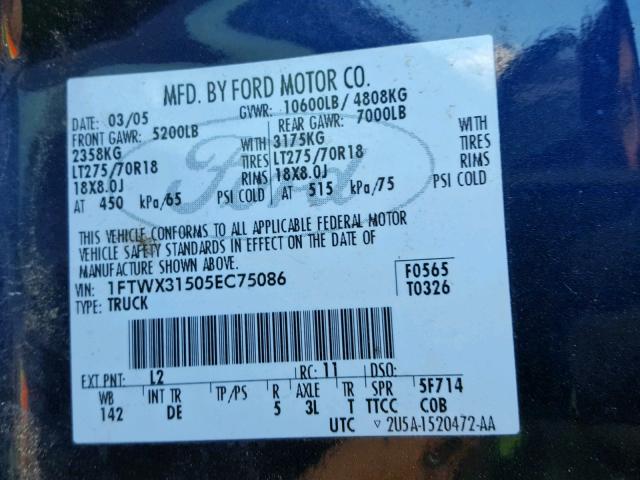 MFD. BY FORD MOTOR CO.
DATE: 03/05 GVWR: 10600LB/ 4808KG
FRONT GAWR: 5200LB REAR GAWR: 7000LB
2358KG WITH 3175KG WITH
LT275/70R18 TIRES LT275/70R18 TIRES
18X8.0J RIMS 18X8.0J RIMS
AT 450 kPa/65 PSI COLD AT 515 kPa/75 PSI COLD
Ford
THIS VEHICLE CONFORMS TO ALL APPLICABLE FEDERAL MOTOR
VEHICLE SAFETY STANDARDS IN EFFECT ON THE DATE OF
MANUFACTURE SHOWN ABOVE.
VIN: 1FTWX31505EC75086 F0565
TYPE: TRUCK T0326
EXT PNT: L2 RC: 11 DSO:
WB INT TR TP/PS R AXLE TR SPR 5F714
142 DE 5 3L T TTCC COB
UTC ▽ 2U5A-1520472-AA